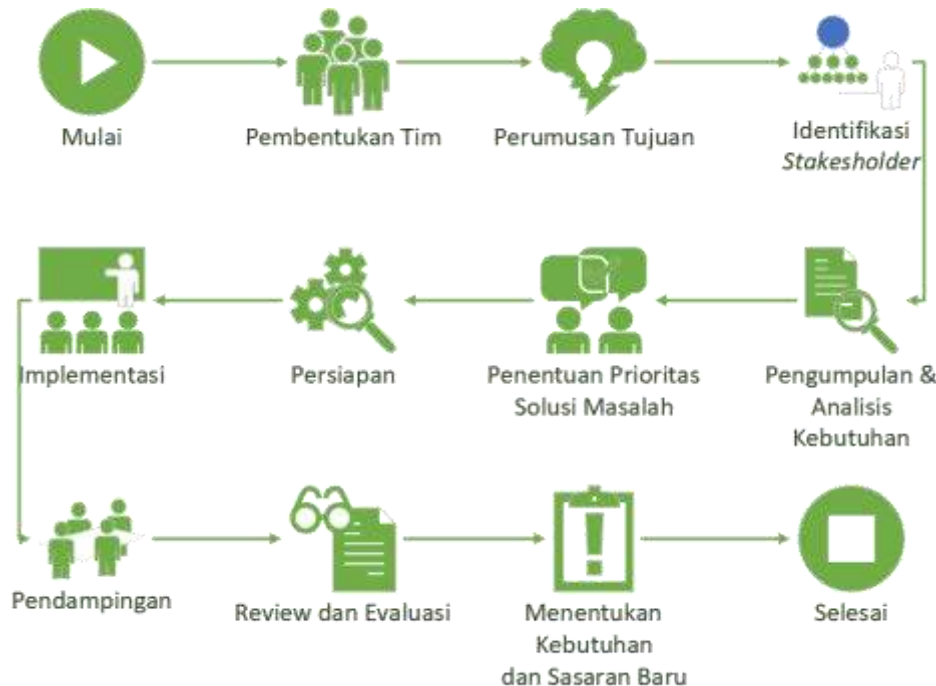 Mulai
Pembentukan Tim
Perumusan Tujuan
Identifikasi
Stakesholder
Pengumpulan &
Analisis
Kebutuhan
Penentuan Prioritas
Solusi Masalah
Persiapan
Implementasi
Pendampingan
Review dan Evaluasi
Menentukan
Kebutuhan
dan Sasaran Baru
Selesai